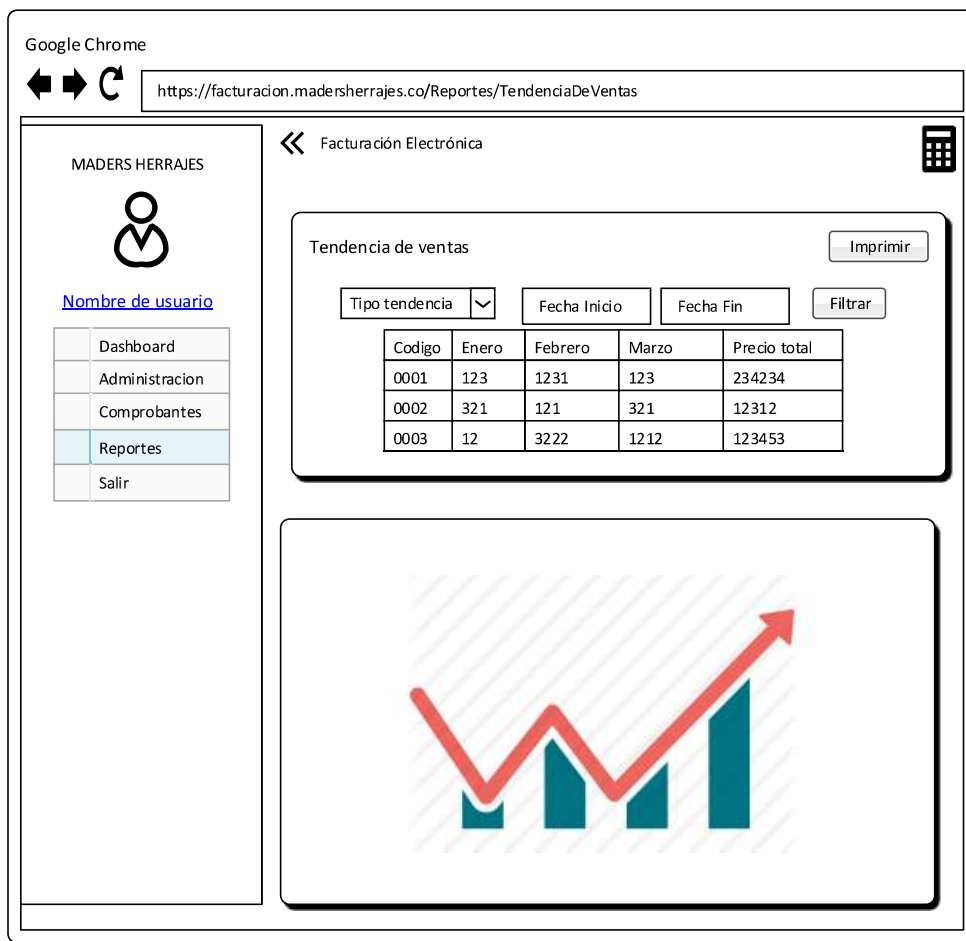 Google Chrome
https://facturacion.madersherrajes.co/Reportes/TendenciaDeVentas
MADERS HERRAJES
Nombre de usuario
Dashboard
Administracion
Comprobantes
Reportes
Salir
Facturación Electrónica
Tendencia de ventas
Imprimir
Tipo tendencia Fecha Inicio Fecha Fin Filtrar
Codigo Enero Febrero Marzo Precio total
0001 123 1231 123 234234
0002 321 121 321 12312
0003 12 3222 1212 123453